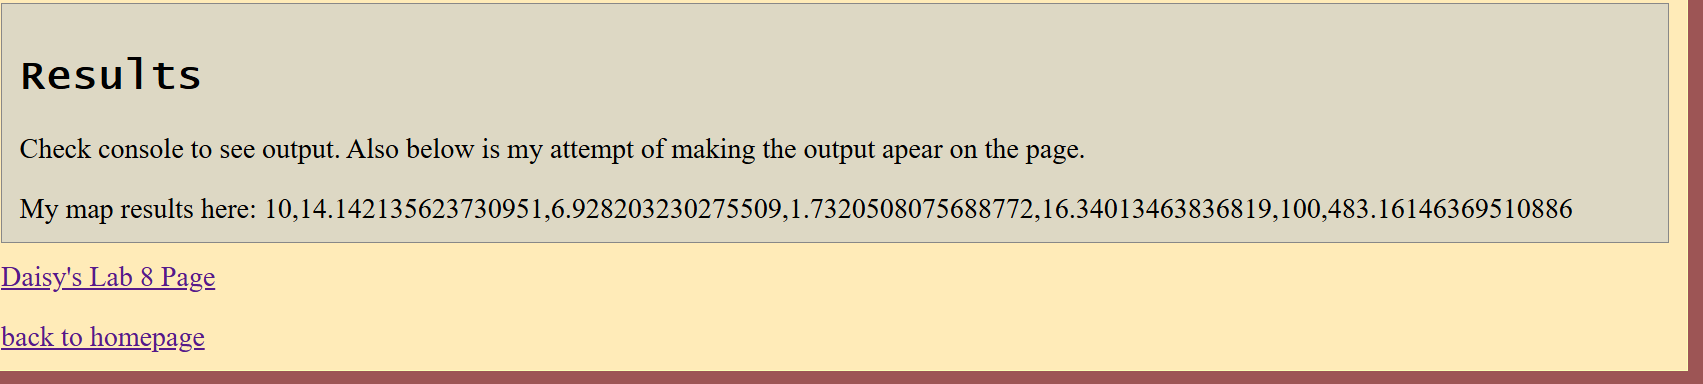 Results
Check console to see output. Also below is my attempt of making the output apear on the page.
My map results here: 10,14.142135623730951,6.928203230275509,1.7320508075688772,16.34013463836819,100,483.16146369510886
Daisy's Lab 8 Page
back to homepage